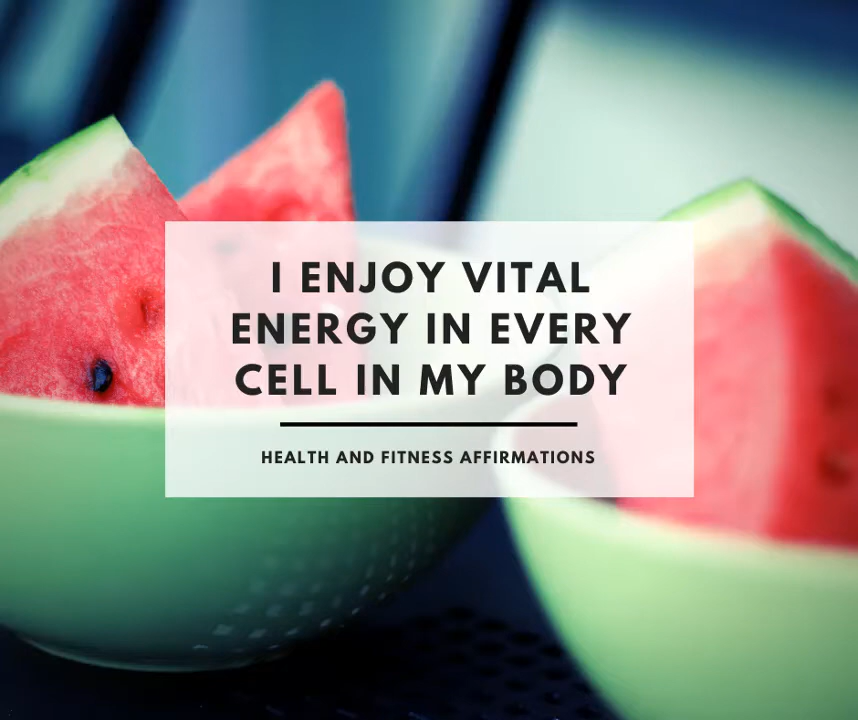 I ENJOY VITAL
ENERGY IN EVERY
CELL IN MY BODY
HEALTH AND FITNESS AFFIRMATIONS